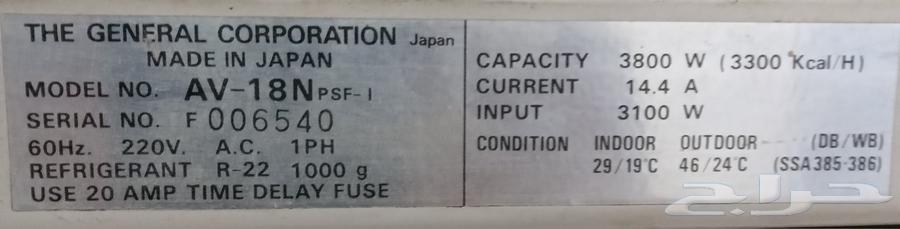 THE GENERAL CORPORATION Japan
MADE IN JAPAN
MODEL NO. AV-18N PSF-1
SERIAL NO. F 006540
60Hz. 220V. A.C. 1PH
REFRIGERANT R-22 1000 g
USE 20 AMP TIME DELAY FUSE
CAPACITY 3800 W (3300 Kcal/H)
CURRENT 14.4 A
INPUT 3100 W
CONDITION INDOOR OUTDOOR (DB/WB)
29/19°C 46/24°C (SSA385-386)
حراج